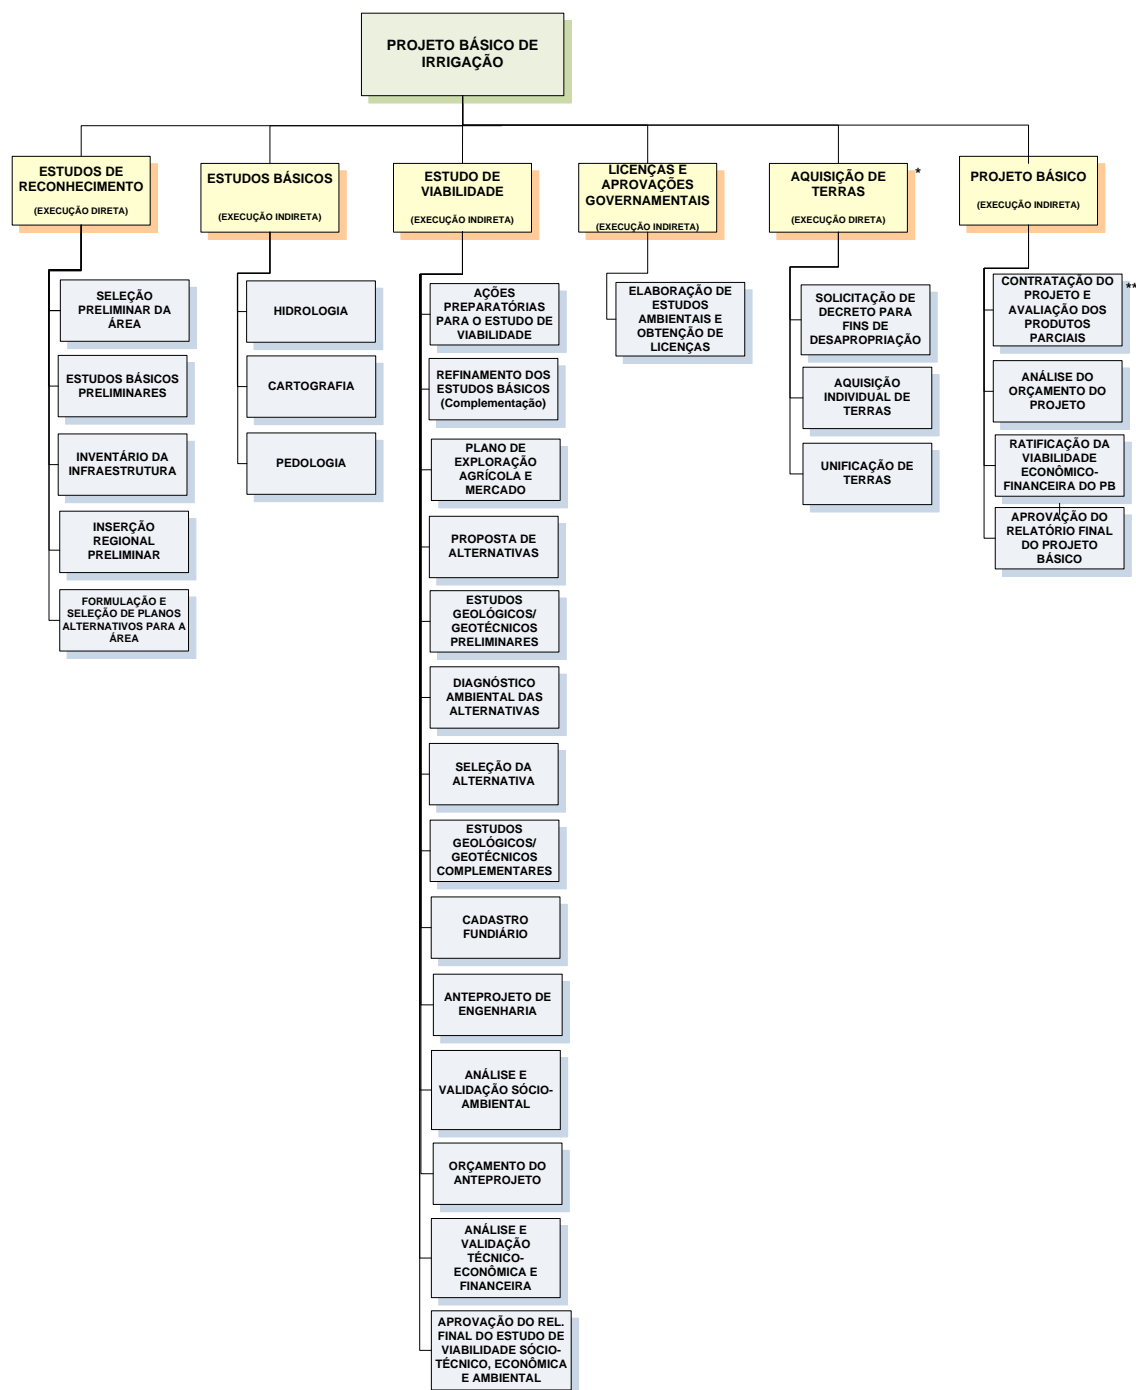 PROJETO BÁSICO DE
IRRIGAÇÃO
ESTUDOS DE
RECONHECIMENTO
(EXECUÇÃO DIRETA)
SELEÇÃO
PRELIMINAR DA
ÁREA
ESTUDOS BÁSICOS
PRELIMINARES
INVENTÁRIO DA
INFRAESTRUTURA
INSERÇÃO
REGIONAL
PRELIMINAR
FORMULAÇÃO E
SELEÇÃO DE PLANOS
ALTERNATIVOS PARA A
ÁREA
ESTUDOS BÁSICOS
(EXECUÇÃO INDIRETA)
HIDROLOGIA
CARTOGRAFIA
PEDOLOGIA
ESTUDO DE
VIABILIDADE
(EXECUÇÃO INDIRETA)
AÇÕES
PREPARATÓRIAS
PARA O ESTUDO DE
VIABILIDADE
REFINAMENTO DOS
ESTUDOS BÁSICOS
(Complementação)
PLANO DE
EXPLORAÇÃO
AGRÍCOLA E
MERCADO
PROPOSTA DE
ALTERNATIVAS
ESTUDOS
GEOLÓGICOS/
GEOTÉCNICOS
PRELIMINARES
DIAGNÓSTICO
AMBIENTAL DAS
ALTERNATIVAS
SELEÇÃO DA
ALTERNATIVA
ESTUDOS
GEOLÓGICOS/
GEOTÉCNICOS
COMPLEMENTARES
CADASTRO
FUNDIÁRIO
ANTEPROJETO DE
ENGENHARIA
ANÁLISE E
VALIDAÇÃO SÓCIO-
AMBIENTAL
ORÇAMENTO DO
ANTEPROJETO
ANÁLISE E
VALIDAÇÃO
TÉCNICO-
ECONÔMICA E
FINANCEIRA
APROVAÇÃO DO REL.
FINAL DO ESTUDO DE
VIABILIDADE SÓCIO-
TÉCNICO, ECONÔMICA
E AMBIENTAL
LICENÇAS E
APROVAÇÕES
GOVERNAMENTAIS
(EXECUÇÃO INDIRETA)
ELABORAÇÃO DE
ESTUDOS
AMBIENTAIS E
OBTENÇÃO DE
LICENÇAS
AQUISIÇÃO DE
TERRAS
(EXECUÇÃO DIRETA)
*
SOLICITAÇÃO DE
DECRETO PARA
FINS DE
DESAPROPRIAÇÃO
AQUISIÇÃO
INDIVIDUAL DE
TERRAS
UNIFICAÇÃO DE
TERRAS
PROJETO BÁSICO
(EXECUÇÃO INDIRETA)
CONTRATAÇÃO DO
PROJETO E
AVALIAÇÃO DOS
PRODUTOS
PARCIAIS
**
ANÁLISE DO
ORÇAMENTO DO
PROJETO
RATIFICAÇÃO DA
VIABILIDADE
ECONÔMICO-
FINANCEIRA DO PB
APROVAÇÃO DO
RELATÓRIO FINAL
DO PROJETO
BÁSICO